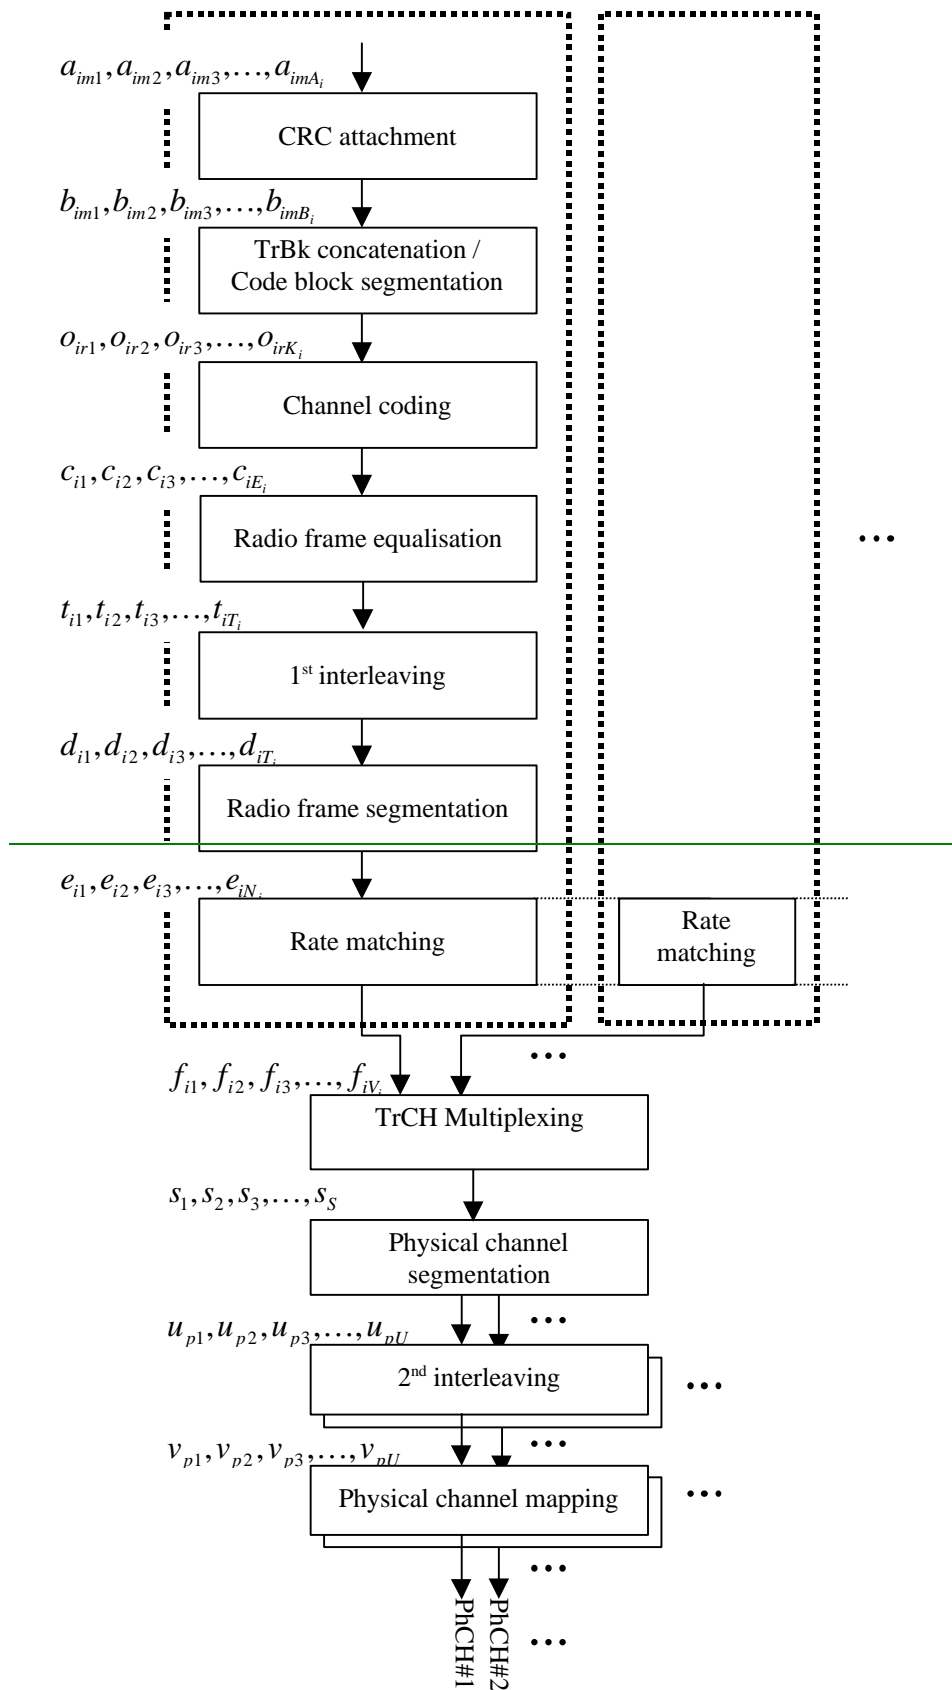 a_{im1}, a_{im2}, a_{im3}, ..., a_{imA_i}
CRC attachment
b_{im1}, b_{im2}, b_{im3}, ..., b_{imB_i}
TrBk concatenation /
Code block segmentation
o_{ir1}, o_{ir2}, o_{ir3}, ..., o_{irK_i}
Channel coding
c_{i1}, c_{i2}, c_{i3}, ..., c_{iE_i}
Radio frame equalisation
...
t_{i1}, t_{i2}, t_{i3}, ..., t_{iT_i}
1st interleaving
d_{i1}, d_{i2}, d_{i3}, ..., d_{iT_i}
Radio frame segmentation
e_{i1}, e_{i2}, e_{i3}, ..., e_{iN_i}
Rate matching
Rate
matching
...
f_{i1}, f_{i2}, f_{i3}, ..., f_{iV_i}
TrCH Multiplexing
s_1, s_2, s_3, ..., s_S
Physical channel
segmentation
...
u_{p1}, u_{p2}, u_{p3}, ..., u_{pU}
2nd interleaving
...
...
v_{p1}, v_{p2}, v_{p3}, ..., v_{pU}
Physical channel mapping
...
...
PhCH#1
PhCH#2
...